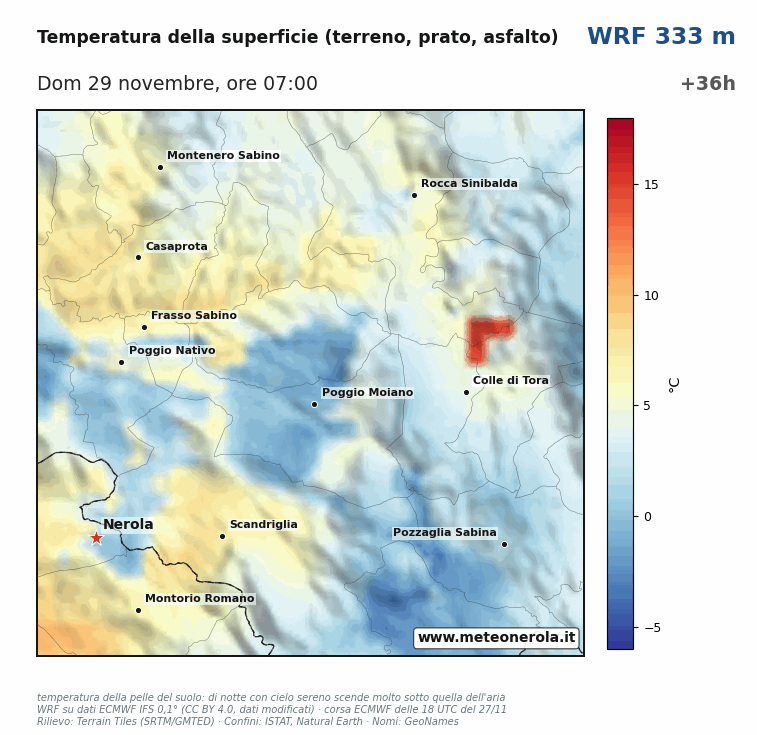 Temperatura della superficie (terreno, prato, asfalto)
WRF 333 m
Dom 29 novembre, ore 07:00
+36h
Montenero Sabino
Rocca Sinibalda
Casaprota
Frasso Sabino
Poggio Nativo
Colle di Tora
Poggio Moiano
Nerola
Scandriglia
Pozzaglia Sabina
Montorio Romano
www.meteonerola.it
15
10
5
0
−5
°C
temperatura della pelle del suolo: di notte con cielo sereno scende molto sotto quella dell'aria
WRF su dati ECMWF IFS 0,1° (CC BY 4.0, dati modificati) · corsa ECMWF delle 18 UTC del 27/11
Rilievo: Terrain Tiles (SRTM/GMTED) · Confini: ISTAT, Natural Earth · Nomi: GeoNames